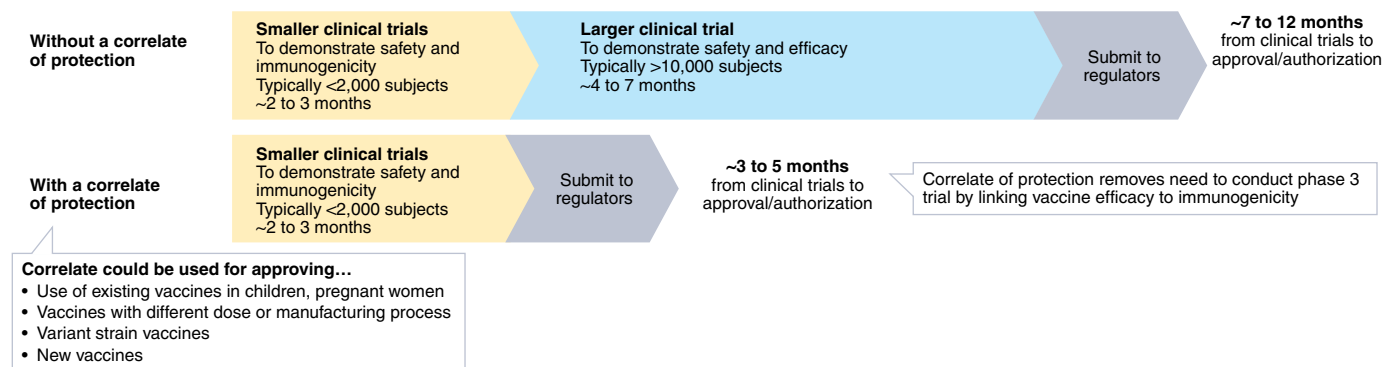 Without a correlate
of protection
Smaller clinical trials
To demonstrate safety and
immunogenicity
Typically <2,000 subjects
~2 to 3 months
Larger clinical trial
To demonstrate safety and efficacy
Typically >10,000 subjects
~4 to 7 months
Submit to
regulators
~7 to 12 months
from clinical trials to
approval/authorization
With a correlate
of protection
Smaller clinical trials
To demonstrate safety and
immunogenicity
Typically <2,000 subjects
~2 to 3 months
Submit to
regulators
~3 to 5 months
from clinical trials to
approval/authorization
Correlate of protection removes need to conduct phase 3
trial by linking vaccine efficacy to immunogenicity
Correlate could be used for approving…
• Use of existing vaccines in children, pregnant women
• Vaccines with different dose or manufacturing process
• Variant strain vaccines
• New vaccines